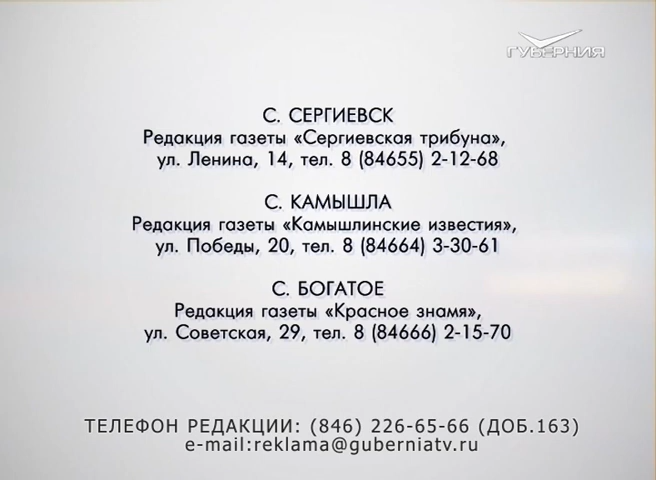 ГУБЕРНИЯ
С. СЕРГИЕВСК
Редакция газеты «Сергиевская трибуна»,
ул. Ленина, 14, тел. 8 (84655) 2-12-68
С. КАМЫШЛА
Редакция газеты «Камышлинские известия»,
ул. Победы, 20, тел. 8 (84664) 3-30-61
С. БОГАТОЕ
Редакция газеты «Красное знамя»,
ул. Советская, 29, тел. 8 (84666) 2-15-70
ТЕЛЕФОН РЕДАКЦИИ: (846) 226-65-66 (ДОБ.163)
e-mail:reklama@guberniatv.ru